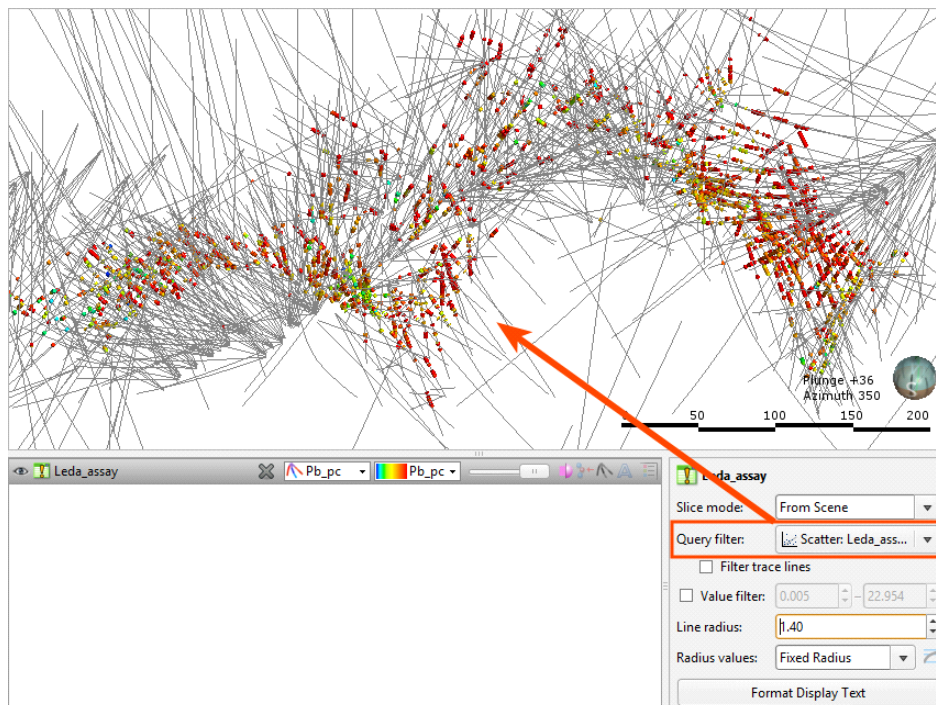 Plunge +36
Azimuth 350
50 100 150 200
Leda_assay Pb_pc Pb_pc
Leda_assay
Slice mode: From Scene
Query filter: Scatter: Leda_ass...
Filter trace lines
Value filter: 0.005 – 22.954
Line radius: 1.40
Radius values: Fixed Radius
Format Display Text